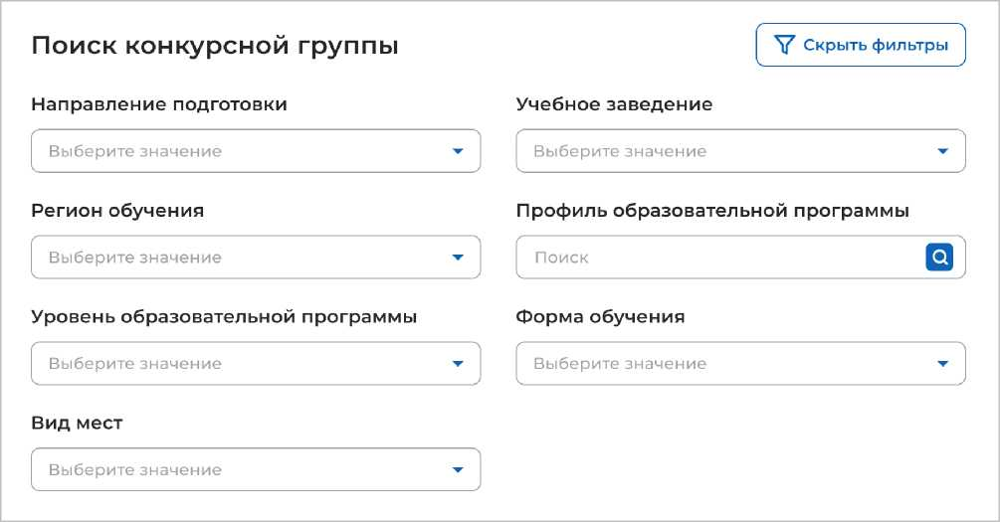 Поиск конкурсной группы
Скрыть фильтры
Направление подготовки
Учебное заведение
Выберите значение
Выберите значение
Регион обучения
Профиль образовательной программы
Выберите значение
Поиск
Уровень образовательной программы
Форма обучения
Выберите значение
Выберите значение
Вид мест
Выберите значение